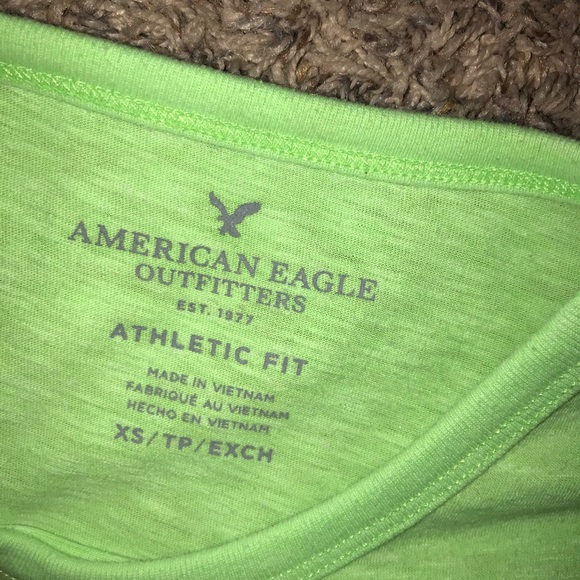 AMERICAN EAGLE
OUTFITTERS
EST. 1977
ATHLETIC FIT
MADE IN VIETNAM
FABRIQUÉ AU VIETNAM
HECHO EN VIETNAM
XS/TP/EXCH